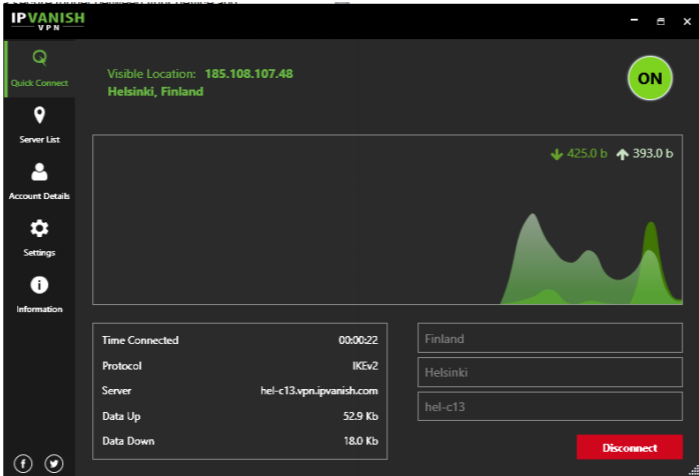 IPVANISH
VPN
Quick Connect
Server List
Account Details
Settings
Information
Visible Location: 185.108.107.48
Helsinki, Finland
ON
425.0 b 393.0 b
Time Connected 00:00:22
Protocol IKEv2
Server hel-c13.vpn.ipvanish.com
Data Up 52.9 Kb
Data Down 18.0 Kb
Finland
Helsinki
hel-c13
Disconnect